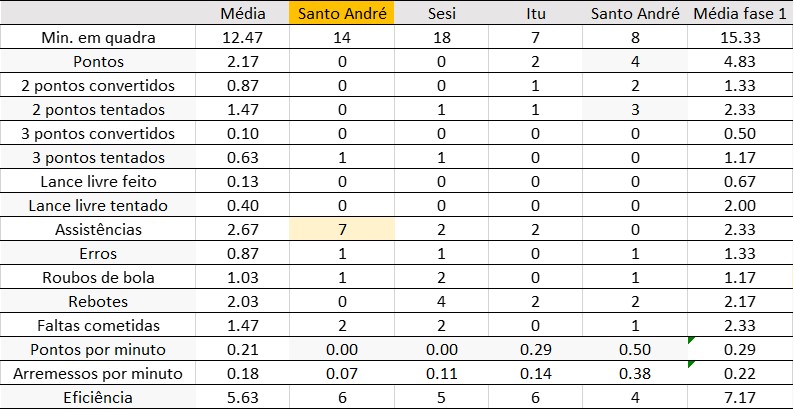 Média Santo André Sesi Itu Santo André Média fase 1
Min. em quadra 12.47 14 18 7 8 15.33
Pontos 2.17 0 0 2 4 4.83
2 pontos convertidos 0.87 0 0 1 2 1.33
2 pontos tentados 1.47 0 1 1 3 2.33
3 pontos convertidos 0.10 0 0 0 0 0.50
3 pontos tentados 0.63 1 1 0 0 1.17
Lance livre feito 0.13 0 0 0 0 0.67
Lance livre tentado 0.40 0 0 0 0 2.00
Assistências 2.67 7 2 2 0 2.33
Erros 0.87 1 1 0 1 1.33
Roubos de bola 1.03 1 2 0 1 1.17
Rebotes 2.03 0 4 2 2 2.17
Faltas cometidas 1.47 2 2 0 1 2.33
Pontos por minuto 0.21 0.00 0.00 0.29 0.50 0.29
Arremessos por minuto 0.18 0.07 0.11 0.14 0.38 0.22
Eficiência 5.63 6 5 6 4 7.17